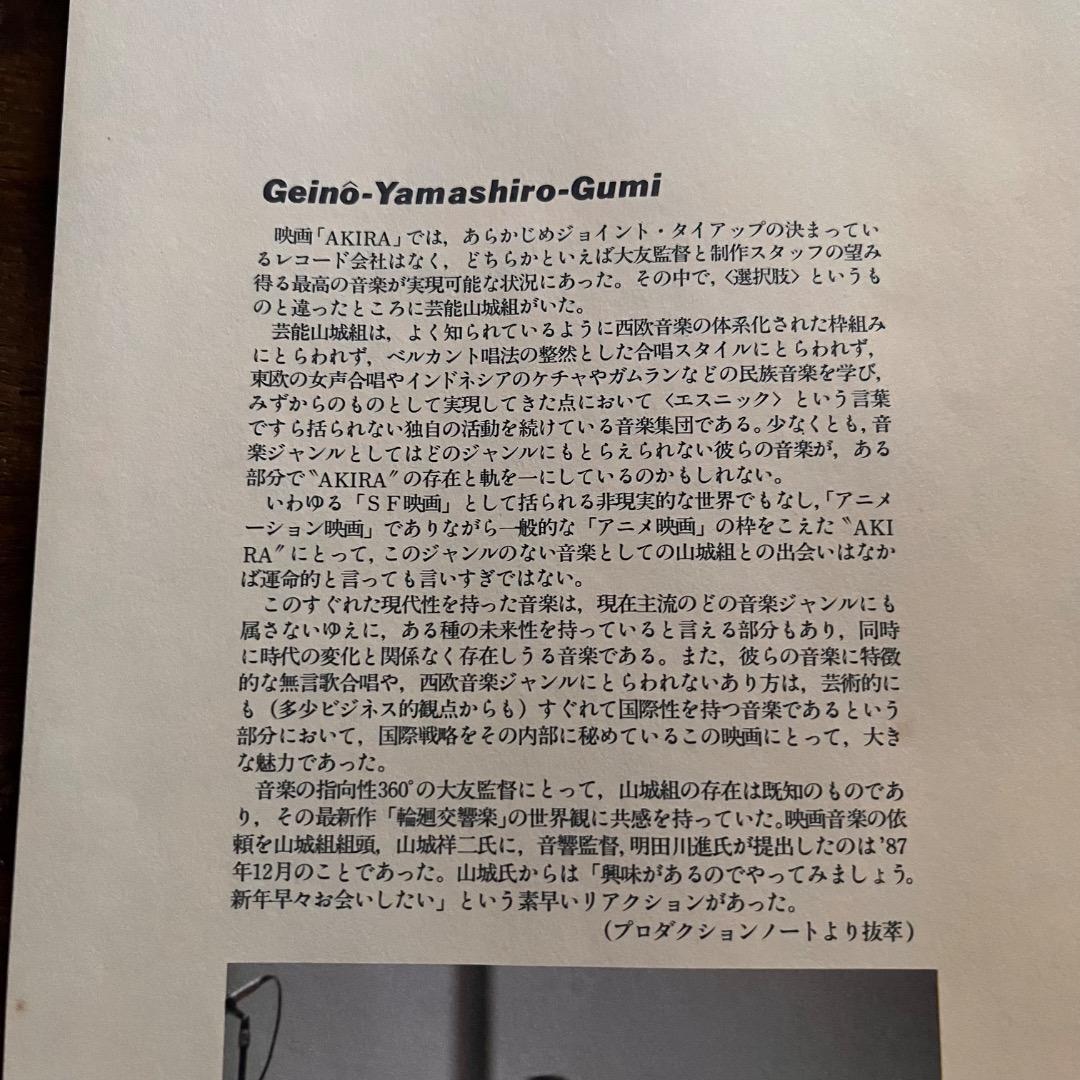 Geinô-Yamashiro-Gumi
映画「AKIRA」では，あらかじめジョイント・タイアップの決まってい
るレコード会社はなく，どちらかといえば大友監督と制作スタッフの望み
得る最高の音楽が実現可能な状況にあった。その中で，〈選択肢〉というも
のと違ったところに芸能山城組がいた。
芸能山城組は，よく知られているように西欧音楽の体系化された枠組み
にとらわれず，ベルカント唱法の整然とした合唱スタイルにとらわれず，
東欧の女声合唱やインドネシアのケチャやガムランなどの民族音楽を学び，
みずからのものとして実現してきた点において〈エスニック〉という言葉
ですら括られない独自の活動を続けている音楽集団である。少なくとも，音
楽ジャンルとしてはどのジャンルにもとらえられない彼らの音楽が，ある
部分で〝AKIRA〟の存在と軌を一にしているのかもしれない。
いわゆる「ＳＦ映画」として括られる非現実的な世界でもなし，「アニメ
ーション映画」でありながら一般的な「アニメ映画」の枠をこえた〝AKI
RA〟にとって，このジャンルのない音楽としての山城組との出会いはなか
ば運命的と言っても言いすぎではない。
このすぐれた現代性を持った音楽は，現在主流のどの音楽ジャンルにも
属さないゆえに，ある種の未来性を持っていると言える部分もあり，同時
に時代の変化と関係なく存在しうる音楽である。また，彼らの音楽に特徴
的な無言歌合唱や，西欧音楽ジャンルにとらわれないあり方は，芸術的に
も（多少ビジネス的観点からも）すぐれて国際性を持つ音楽であるという
部分において，国際戦略をその内部に秘めているこの映画にとって，大き
な魅力であった。
音楽の指向性360°の大友監督にとって，山城組の存在は既知のものであ
り，その最新作「輪廻交響楽」の世界観に共感を持っていた。映画音楽の依
頼を山城組組頭，山城祥二氏に，音響監督，明田川進氏が提出したのは'87
年12月のことであった。山城氏からは「興味があるのでやってみましょう。
新年早々お会いしたい」という素早いリアクションがあった。
（プロダクションノートより抜萃）